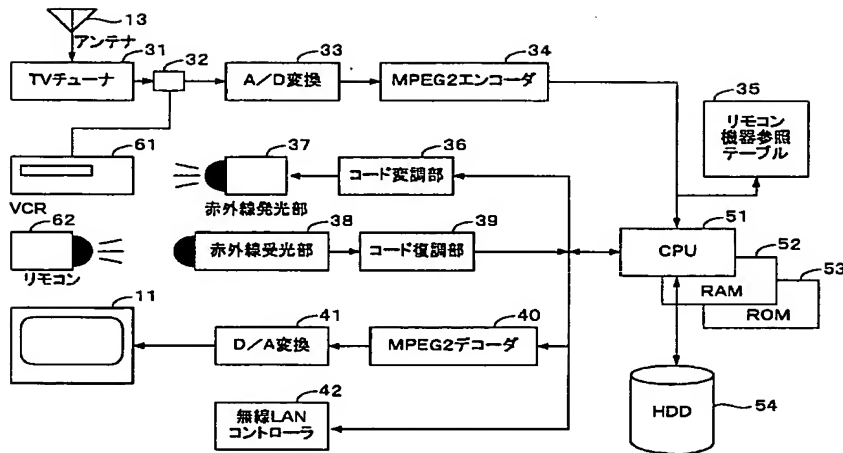 13
アンテナ
31
32
33
34
TVチューナ
A/D変換
MPEG2エンコーダ
35
リモコン
機器参照
テーブル
61
37
36
コード変調部
VCR
赤外線発光部
62
38
39
51
リモコン
赤外線受光部
コード復調部
CPU
52
RAM
53
ROM
11
41
40
D/A変換
MPEG2デコーダ
42
無線LAN
コントローラ
HDD
54